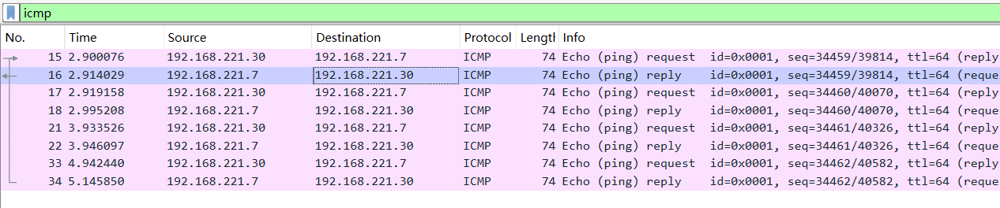 icmp
No. Time Source Destination Protocol Length Info
15 2.900076 192.168.221.30 192.168.221.7 ICMP 74 Echo (ping) request id=0x0001, seq=34459/39814, ttl=64 (reply
16 2.914029 192.168.221.7 192.168.221.30 ICMP 74 Echo (ping) reply id=0x0001, seq=34459/39814, ttl=64 (reque
17 2.919158 192.168.221.30 192.168.221.7 ICMP 74 Echo (ping) request id=0x0001, seq=34460/40070, ttl=64 (reply
18 2.995208 192.168.221.7 192.168.221.30 ICMP 74 Echo (ping) reply id=0x0001, seq=34460/40070, ttl=64 (reque
21 3.933526 192.168.221.30 192.168.221.7 ICMP 74 Echo (ping) request id=0x0001, seq=34461/40326, ttl=64 (reply
22 3.946097 192.168.221.7 192.168.221.30 ICMP 74 Echo (ping) reply id=0x0001, seq=34461/40326, ttl=64 (reque
33 4.942440 192.168.221.30 192.168.221.7 ICMP 74 Echo (ping) request id=0x0001, seq=34462/40582, ttl=64 (reply
34 5.145850 192.168.221.7 192.168.221.30 ICMP 74 Echo (ping) reply id=0x0001, seq=34462/40582, ttl=64 (reque